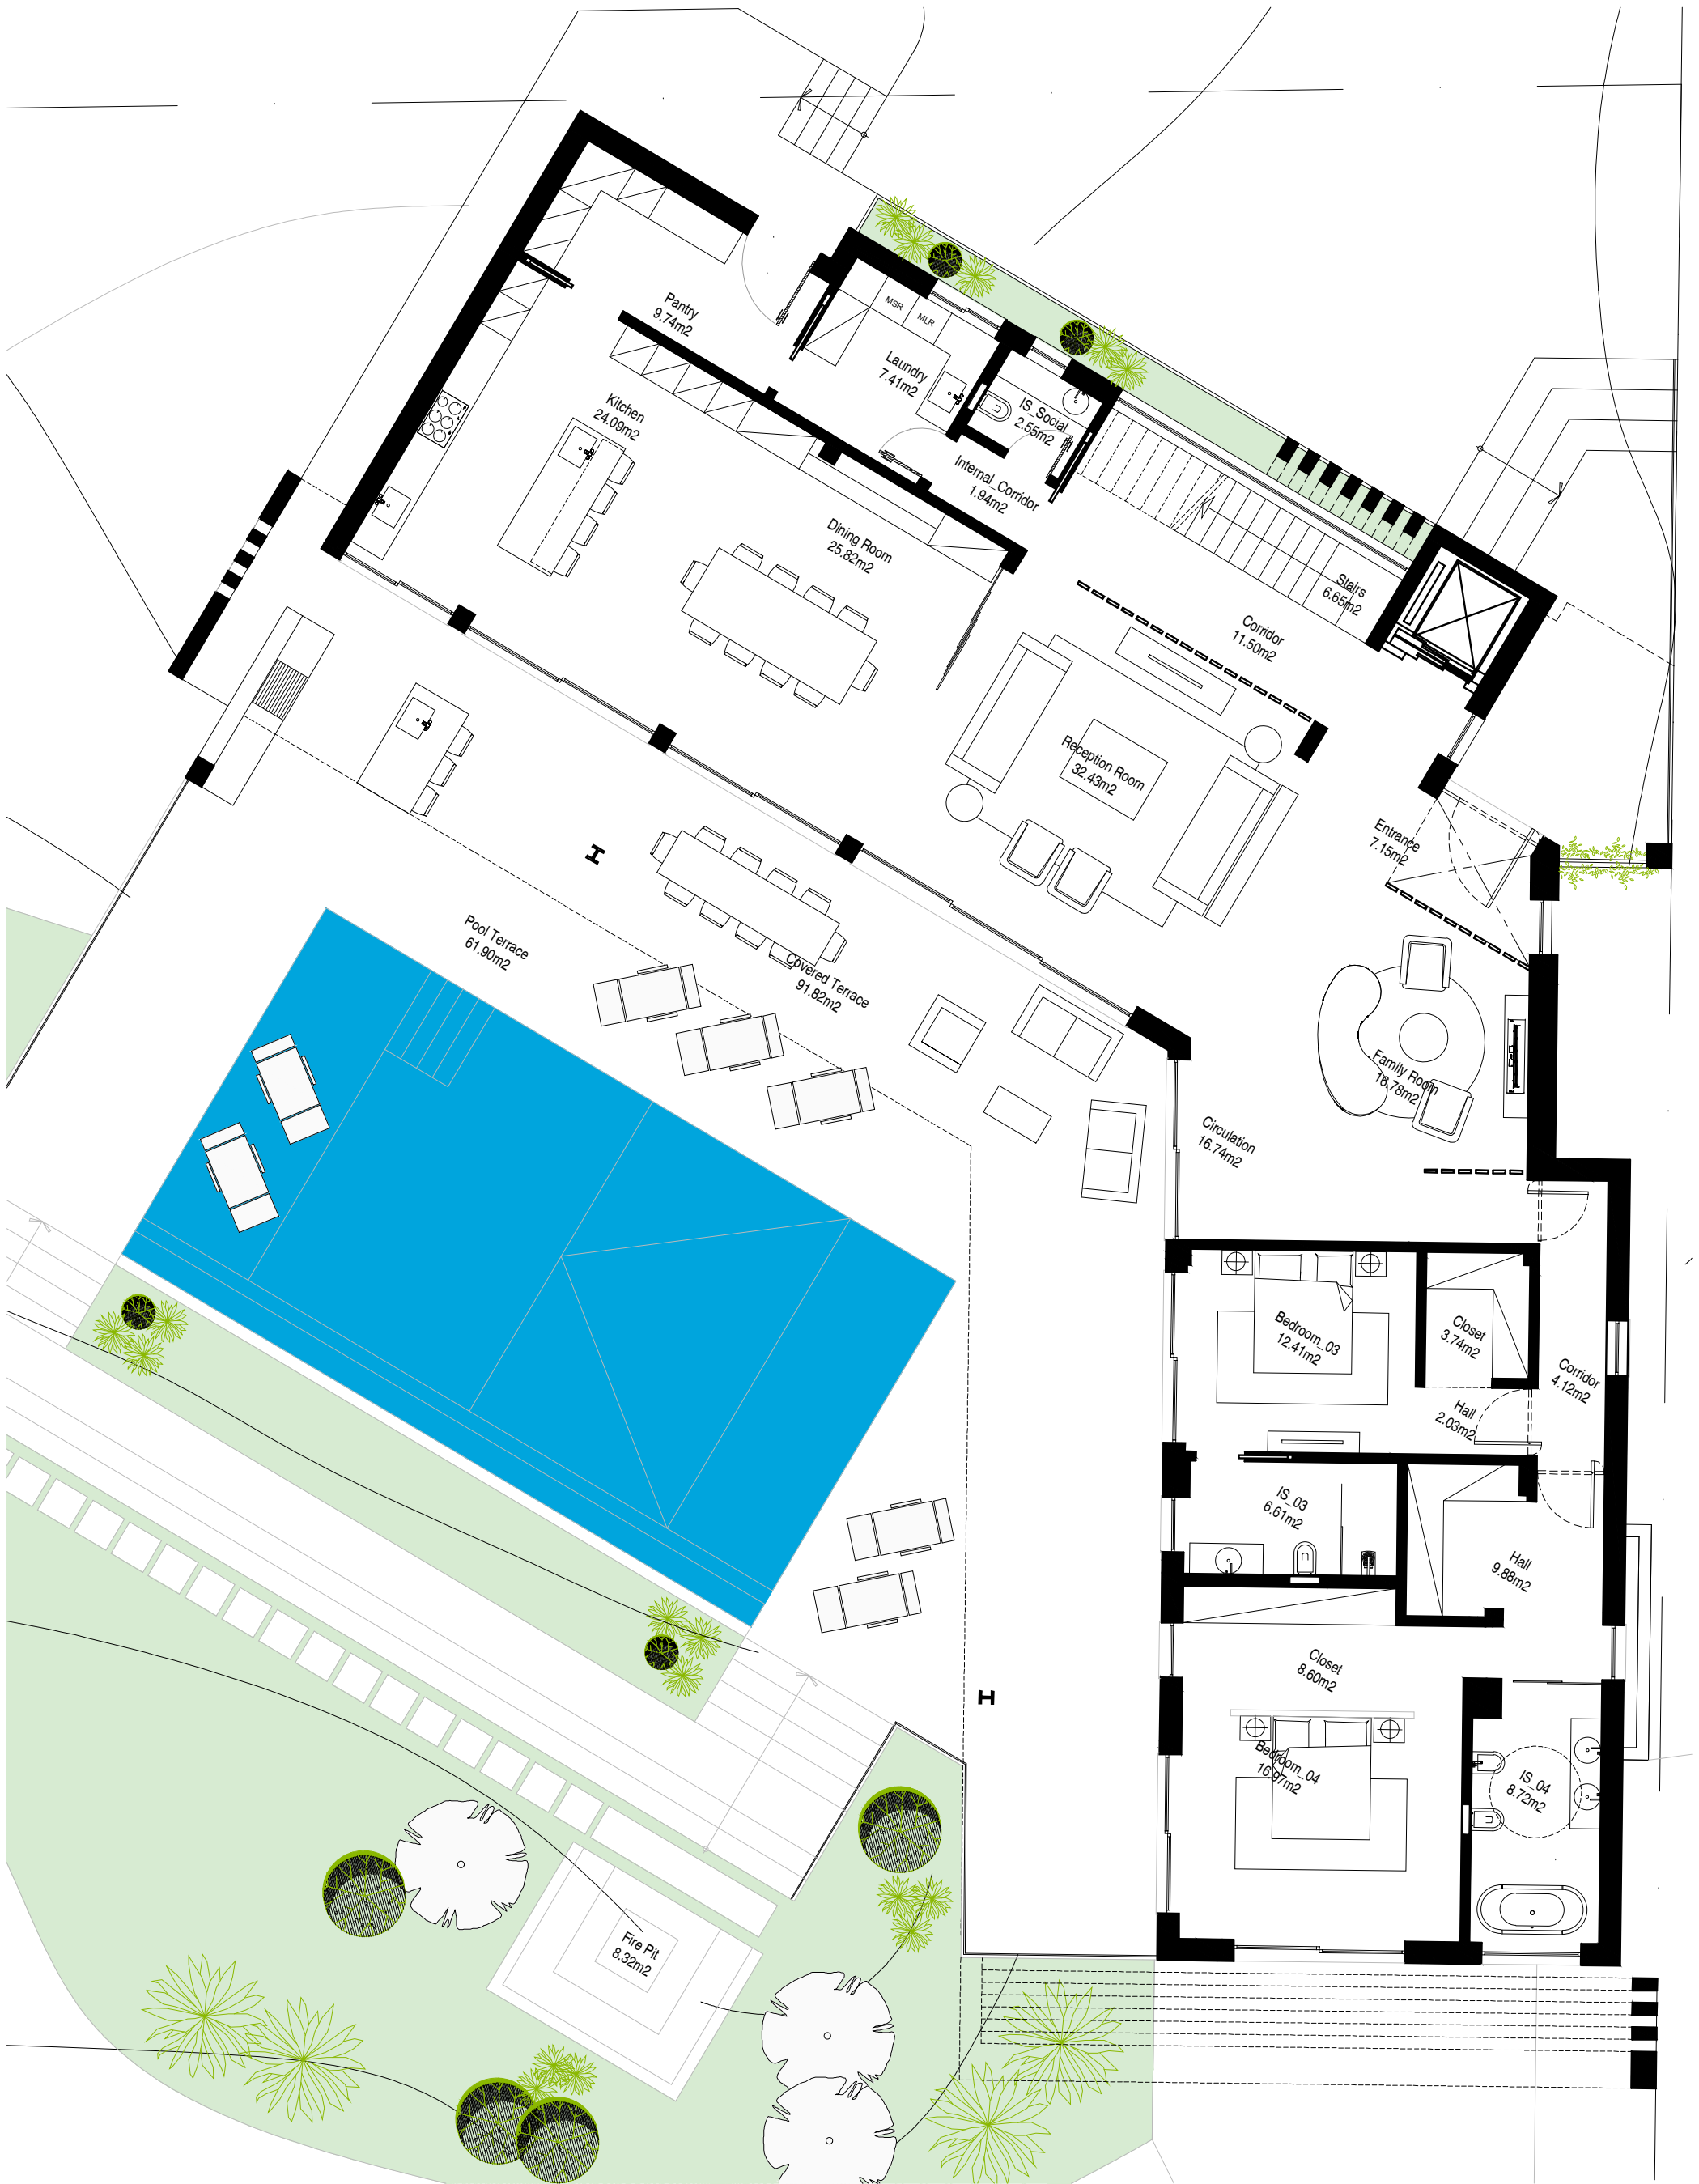 MSR
MLR
Pantry
9.74m2
Laundry
7.41m2
IS_Social
2.55m2
Kitchen
24.09m2
Internal_Corridor
1.94m2
Dining Room
25.82m2
Stairs
6.65m2
Corridor
11.50m2
Reception Room
32.43m2
Entrance
7.15m2
Pool Terrace
61.90m2
Covered Terrace
91.82m2
Family Room
16.78m2
Circulation
16.74m2
Bedroom_03
12.41m2
Closet
3.74m2
Corridor
4.12m2
Hall
2.03m2
IS_03
6.61m2
Hall
9.88m2
Closet
8.60m2
H
H
Bedroom_04
16.97m2
IS_04
8.72m2
Fire Pit
8.32m2